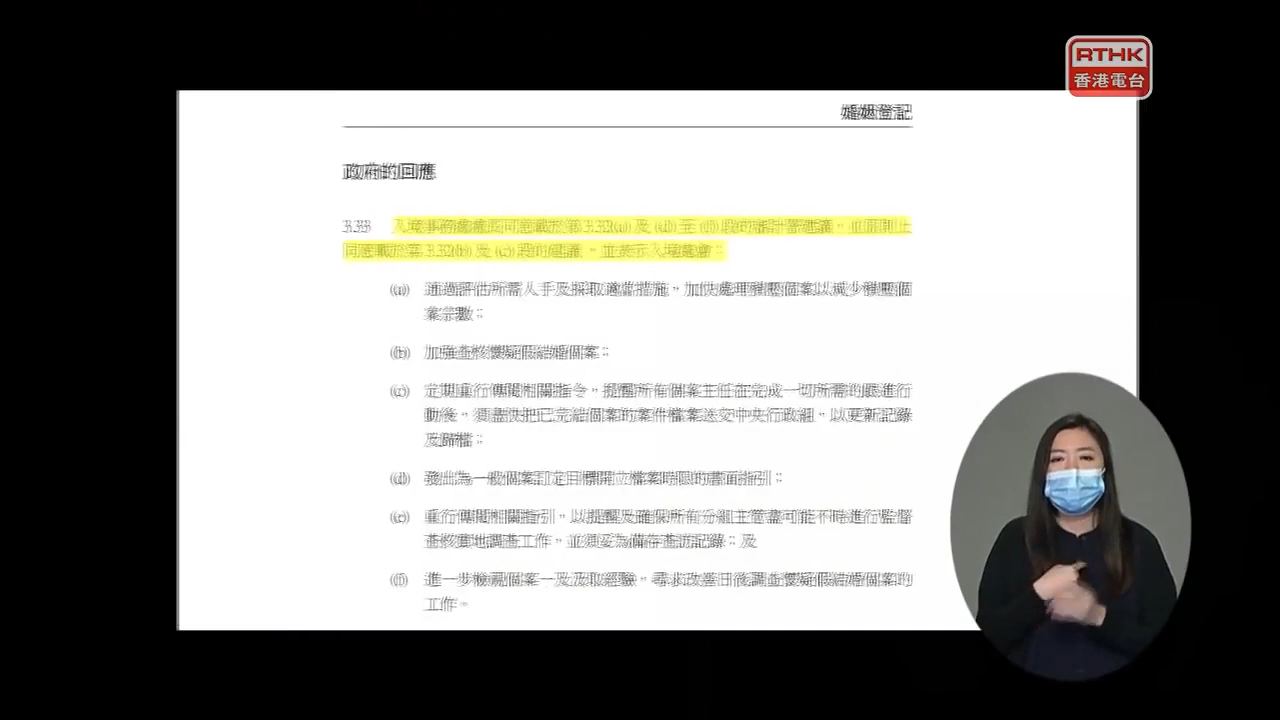 RTHK
香港電台
婚姻登記
政府的回應
3.33 入境事務處處長同意載於第3.32(a)及(d)至(f)段的審計署建議，並原則上
同意載於第3.32(b)及(c)段的建議，並表示入境處會：
(a) 通過評估所需人手及採取適當措施，加快處理積壓個案以減少積壓個
案宗數；
(b) 加強查核懷疑假結婚個案；
(c) 定期重行傳閱相關指令，提醒所有個案主任在完成一切所需的跟進行
動後，須盡快把已完結個案的案件檔案送交中央行政組，以更新記錄
及歸檔；
(d) 發出為一般個案訂定目標開立檔案時限的書面指引；
(e) 重行傳閱相關指引，以提醒及確保所有分組主管盡可能不時進行監督
查核實地調查工作，並須妥為備存查訪記錄；及
(f) 進一步檢視個案一及汲取經驗，尋求改善日後調查懷疑假結婚個案的
工作。